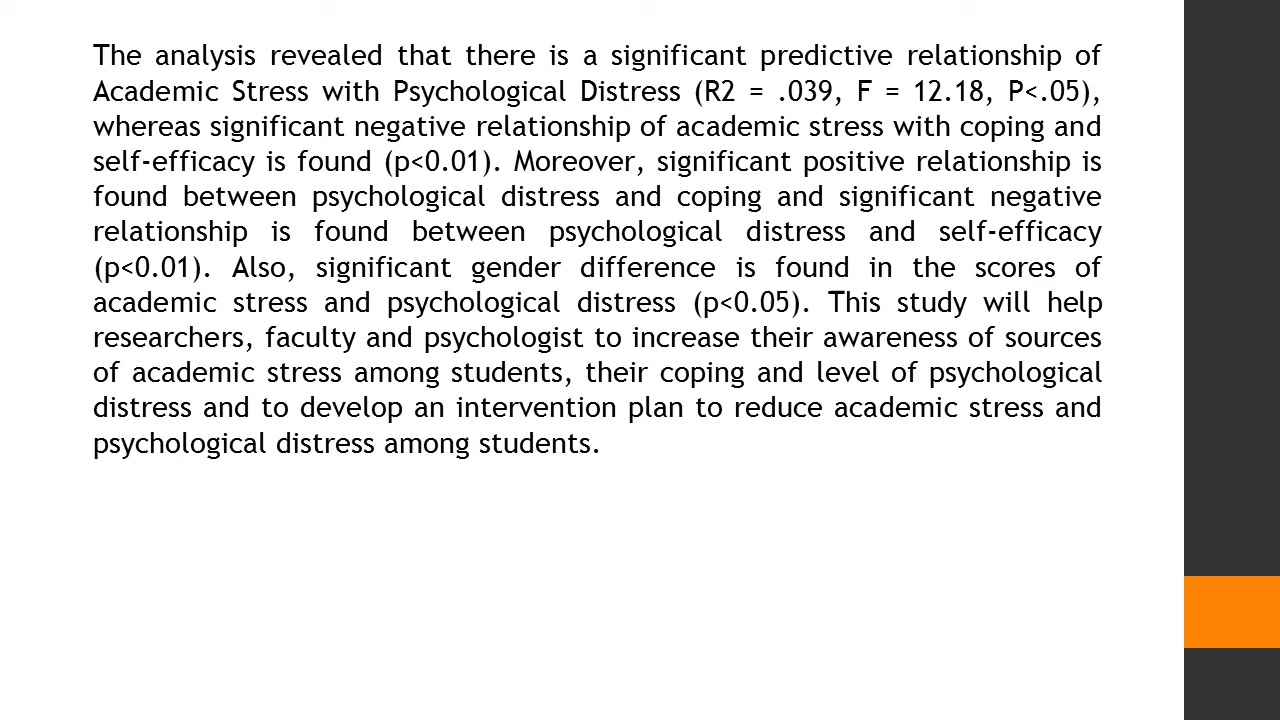 The analysis revealed that there is a significant predictive relationship of
Academic Stress with Psychological Distress (R2 = .039, F = 12.18, P<.05),
whereas significant negative relationship of academic stress with coping and
self-efficacy is found (p<0.01). Moreover, significant positive relationship is
found between psychological distress and coping and significant negative
relationship is found between psychological distress and self-efficacy
(p<0.01). Also, significant gender difference is found in the scores of
academic stress and psychological distress (p<0.05). This study will help
researchers, faculty and psychologist to increase their awareness of sources
of academic stress among students, their coping and level of psychological
distress and to develop an intervention plan to reduce academic stress and
psychological distress among students.